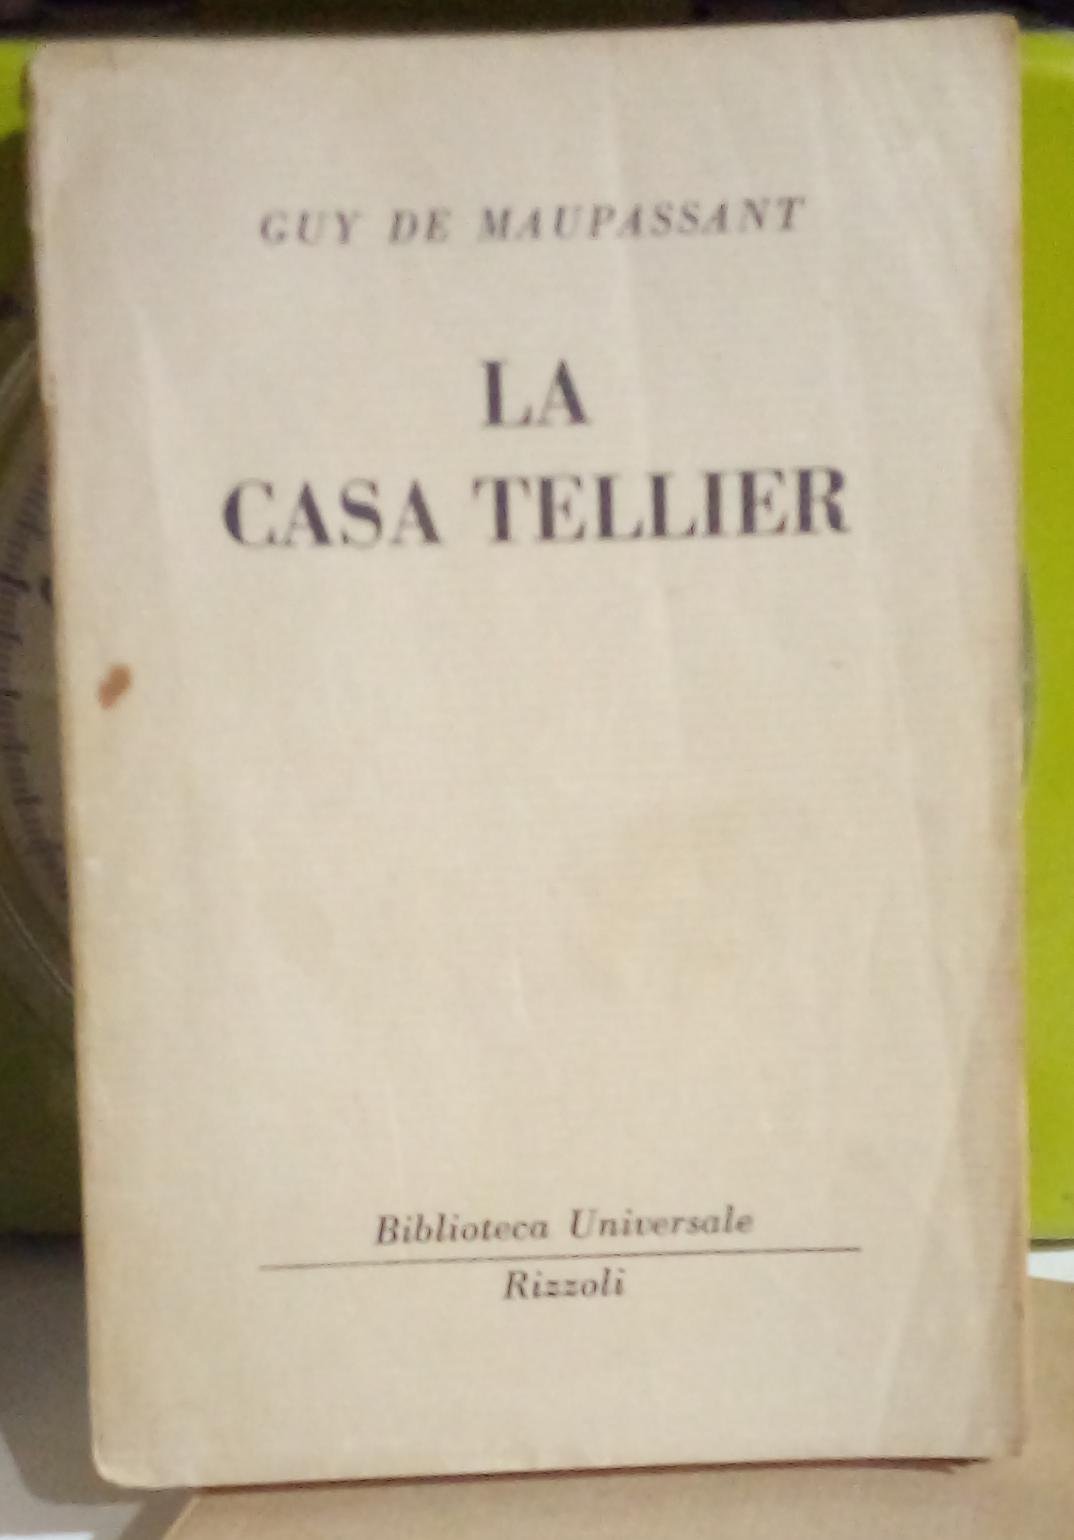 GUY DE MAUPASSANT
LA
CASA TELLIER
Biblioteca Universale
Rizzoli